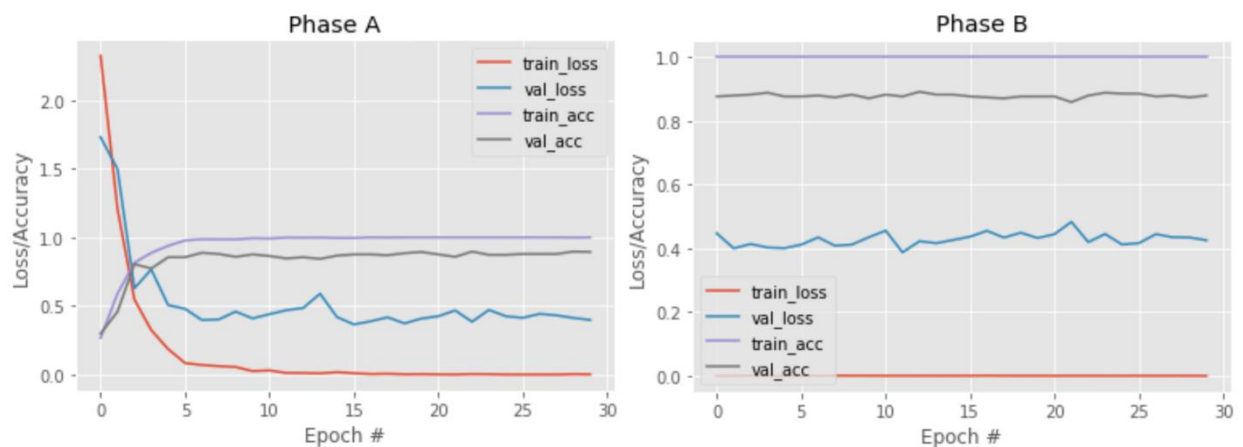 Phase A
Loss/Accuracy
2.0
1.5
1.0
0.5
0.0
train_loss
val_loss
train_acc
val_acc
0 5 10 15 20 25 30
Epoch #
Phase B
Loss/Accuracy
1.0
0.8
0.6
0.4
0.2
0.0
train_loss
val_loss
train_acc
val_acc
0 5 10 15 20 25 30
Epoch #